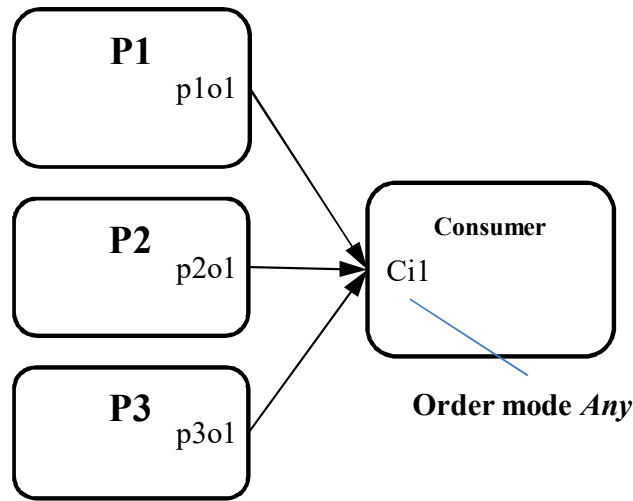 P1
p1o1
P2
p2o1
P3
p3o1
Consumer
Ci1
Order mode Any